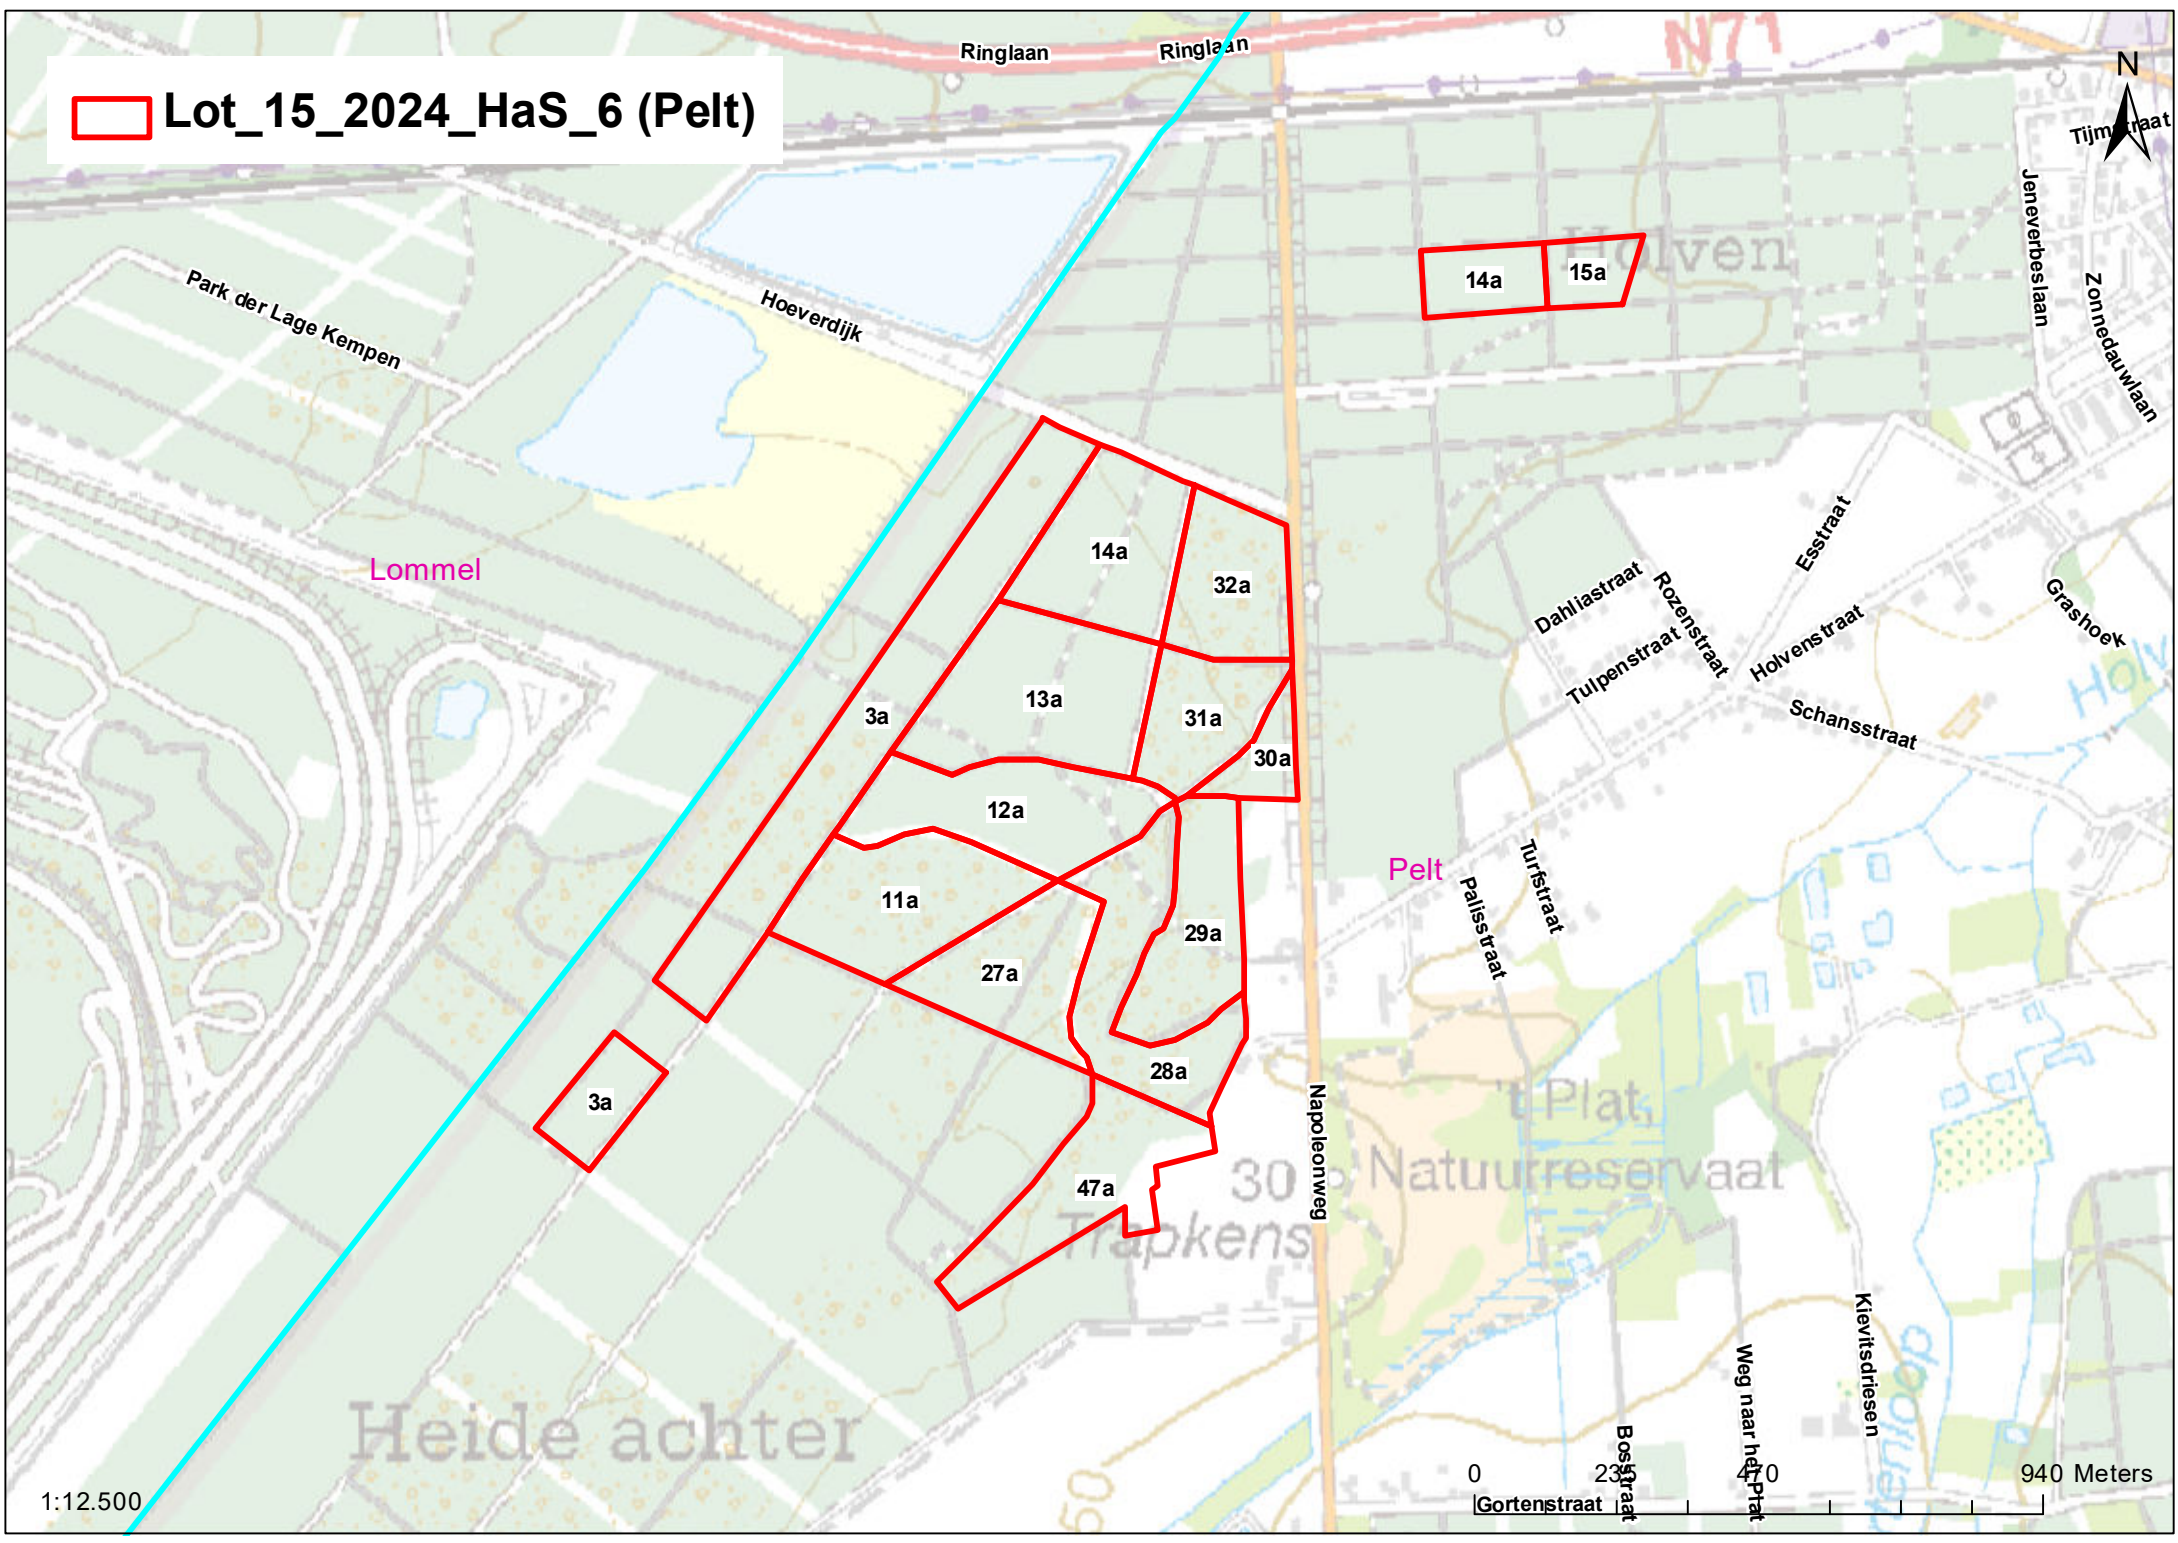 Ringlaan
Ringlaan
N71
N
Lot_15_2024_HaS_6 (Pelt)
Tijmstraat
Jeneverbeslaan
Zonnedauwlaan
Park der Lage Kempen
Hoeverdijk
Holven
14a
15a
Lommel
14a
32a
Esstraat
Dahliastraat
Rozenstraat
Tulpenstraat
Holvenstraat
Grashoek
Schansstraat
3a
13a
31a
30a
12a
Pelt
11a
29a
27a
Turfstraat
Palisstraat
28a
3a
47a
Napoleonweg
't Plat,
Natuurreservaat
30
Trapkens
Heide achter
Kievitsdriesen
Weg naar het Plat
Bosstraat
Gortenstraat
50
1:12.500
0 235 470 940 Meters